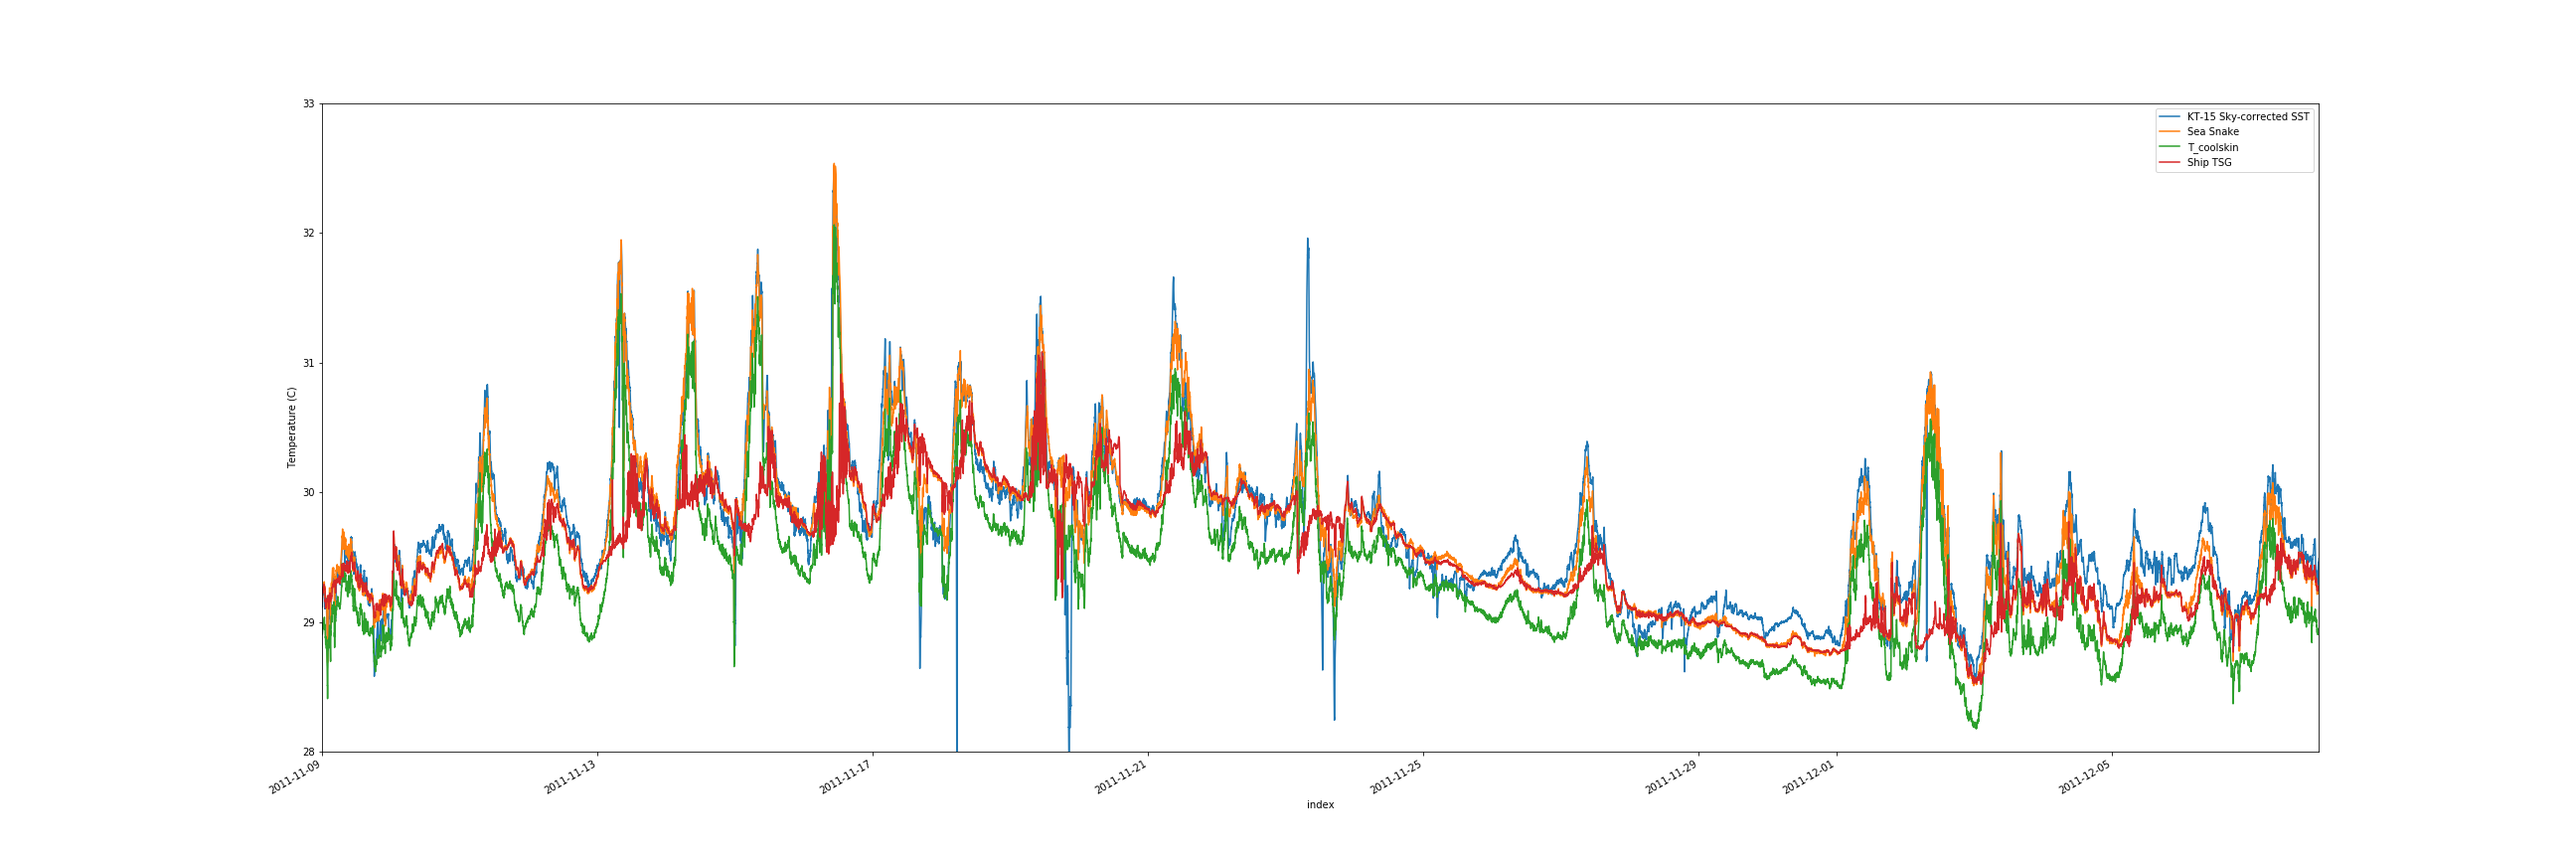 33
KT-15 Sky-corrected SST
Sea Snake
T_coolskin
Ship TSG
32
31
Temperature (C)
30
29
28
2011-11-09
2011-11-13
2011-11-17
2011-11-21
2011-11-25
2011-11-29
2011-12-01
2011-12-05
index